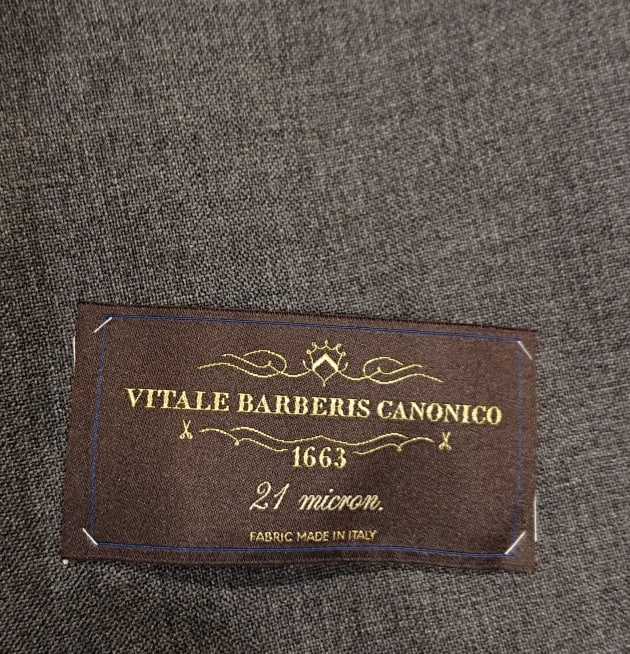 VITALE BARBERIS CANONICO
1663
21 micron.
FABRIC MADE IN ITALY